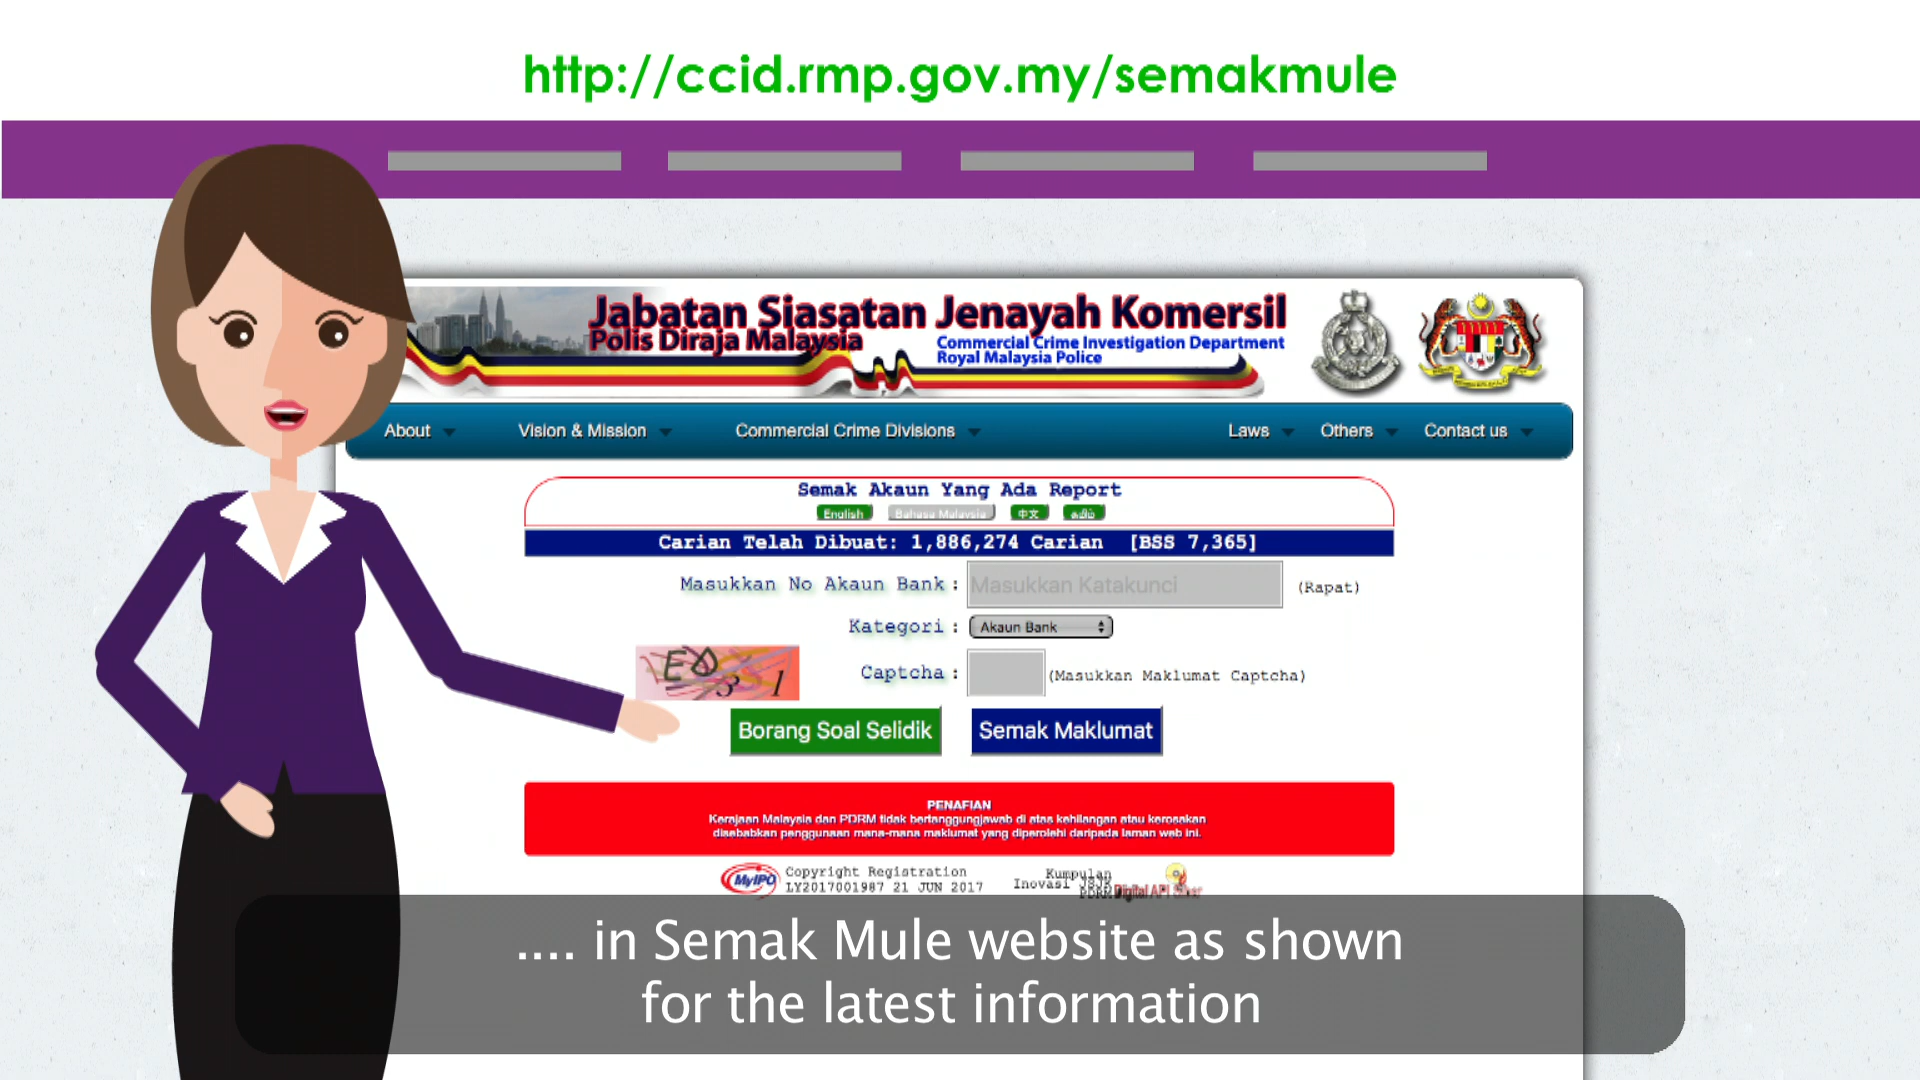 http://ccid.rmp.gov.my/semakmule
Jabatan Siasatan Jenayah Komersil
Polis Diraja Malaysia
Commercial Crime Investigation Department
Royal Malaysia Police
About
Vision & Mission
Commercial Crime Divisions
Laws
Others
Contact us
Semak Akaun Yang Ada Report
English
Bahasa Malaysia
中文
தமிழ்
Carian Telah Dibuat: 1,886,274 Carian [BSS 7,365]
Masukkan No Akaun Bank :
Masukkan Katakunci
(Rapat)
Kategori :
Akaun Bank
Captcha :
(Masukkan Maklumat Captcha)
Borang Soal Selidik
Semak Maklumat
PENAFIAN
Kerajaan Malaysia dan PDRM tidak bertanggungjawab di atas kehilangan atau kerosakan
disebabkan penggunaan mana-mana maklumat yang diperolehi daripada laman web ini.
MyIPO
Copyright Registration
LY2017001987 21 JUN 2017
Kumpulan
Inovasi JSJK
PDRM
Digital API
.... in Semak Mule website as shown
for the latest information